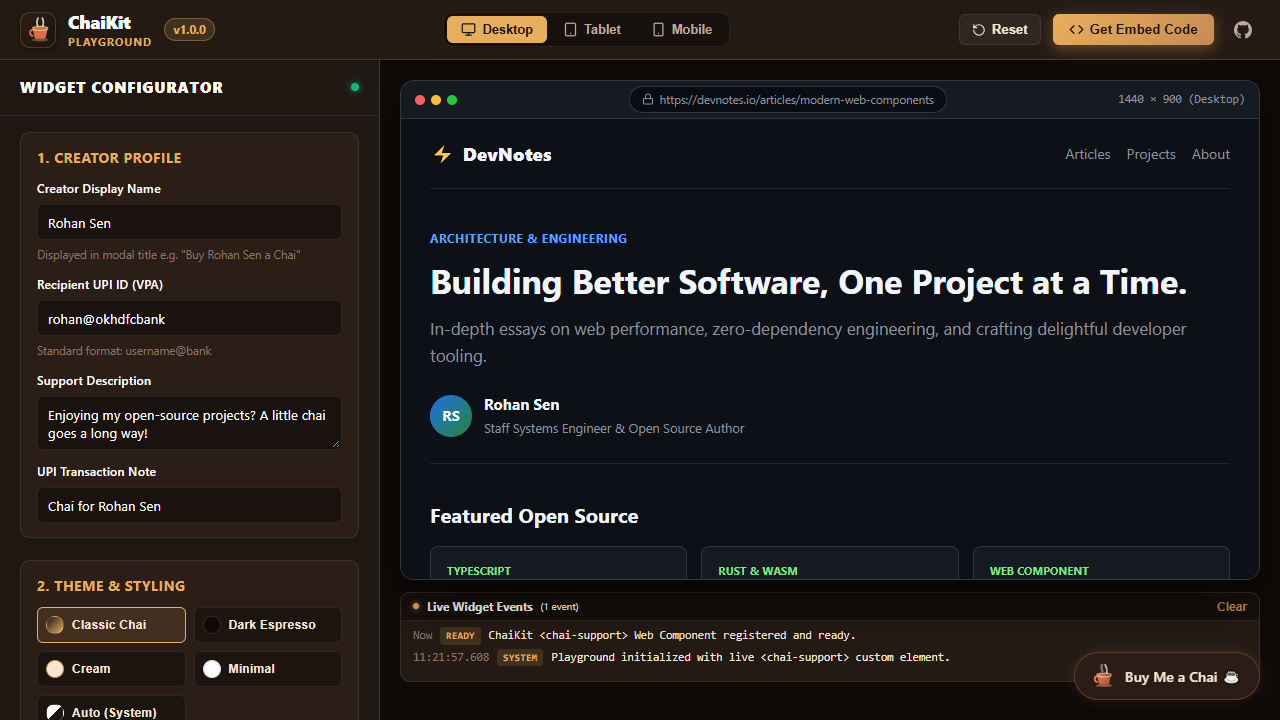 ChaiKit
PLAYGROUND
v1.0.0
Desktop
Tablet
Mobile
Reset
Get Embed Code
WIDGET CONFIGURATOR
1. CREATOR PROFILE
Creator Display Name
Rohan Sen
Displayed in modal title e.g. "Buy Rohan Sen a Chai"
Recipient UPI ID (VPA)
rohan@okhdfcbank
Standard format: username@bank
Support Description
Enjoying my open-source projects? A little chai
goes a long way!
UPI Transaction Note
Chai for Rohan Sen
2. THEME & STYLING
Classic Chai
Dark Espresso
Cream
Minimal
Auto (System)
https://devnotes.io/articles/modern-web-components
1440 × 900 (Desktop)
DevNotes
Articles
Projects
About
ARCHITECTURE & ENGINEERING
Building Better Software, One Project at a Time.
In-depth essays on web performance, zero-dependency engineering, and crafting delightful developer
tooling.
RS
Rohan Sen
Staff Systems Engineer & Open Source Author
Featured Open Source
TYPESCRIPT
RUST & WASM
WEB COMPONENT
Live Widget Events (1 event)
Clear
Now READY ChaiKit <chai-support> Web Component registered and ready.
11:21:57.608 SYSTEM Playground initialized with live <chai-support> custom element.
Buy Me a Chai ☕